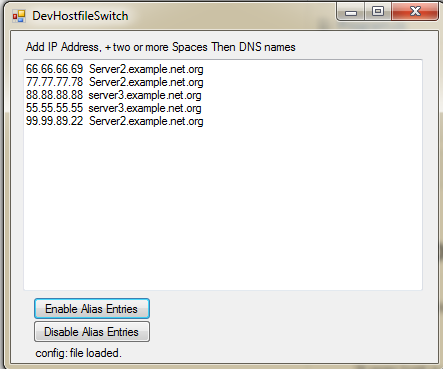 DevHostfileSwitch
Add IP Address, + two or more Spaces Then DNS names
66.66.66.69  Server2.example.net.org
77.77.77.78  Server2.example.net.org
88.88.88.88  server3.example.net.org
55.55.55.55  server3.example.net.org
99.99.89.22  Server2.example.net.org
Enable Alias Entries
Disable Alias Entries
config: file loaded.